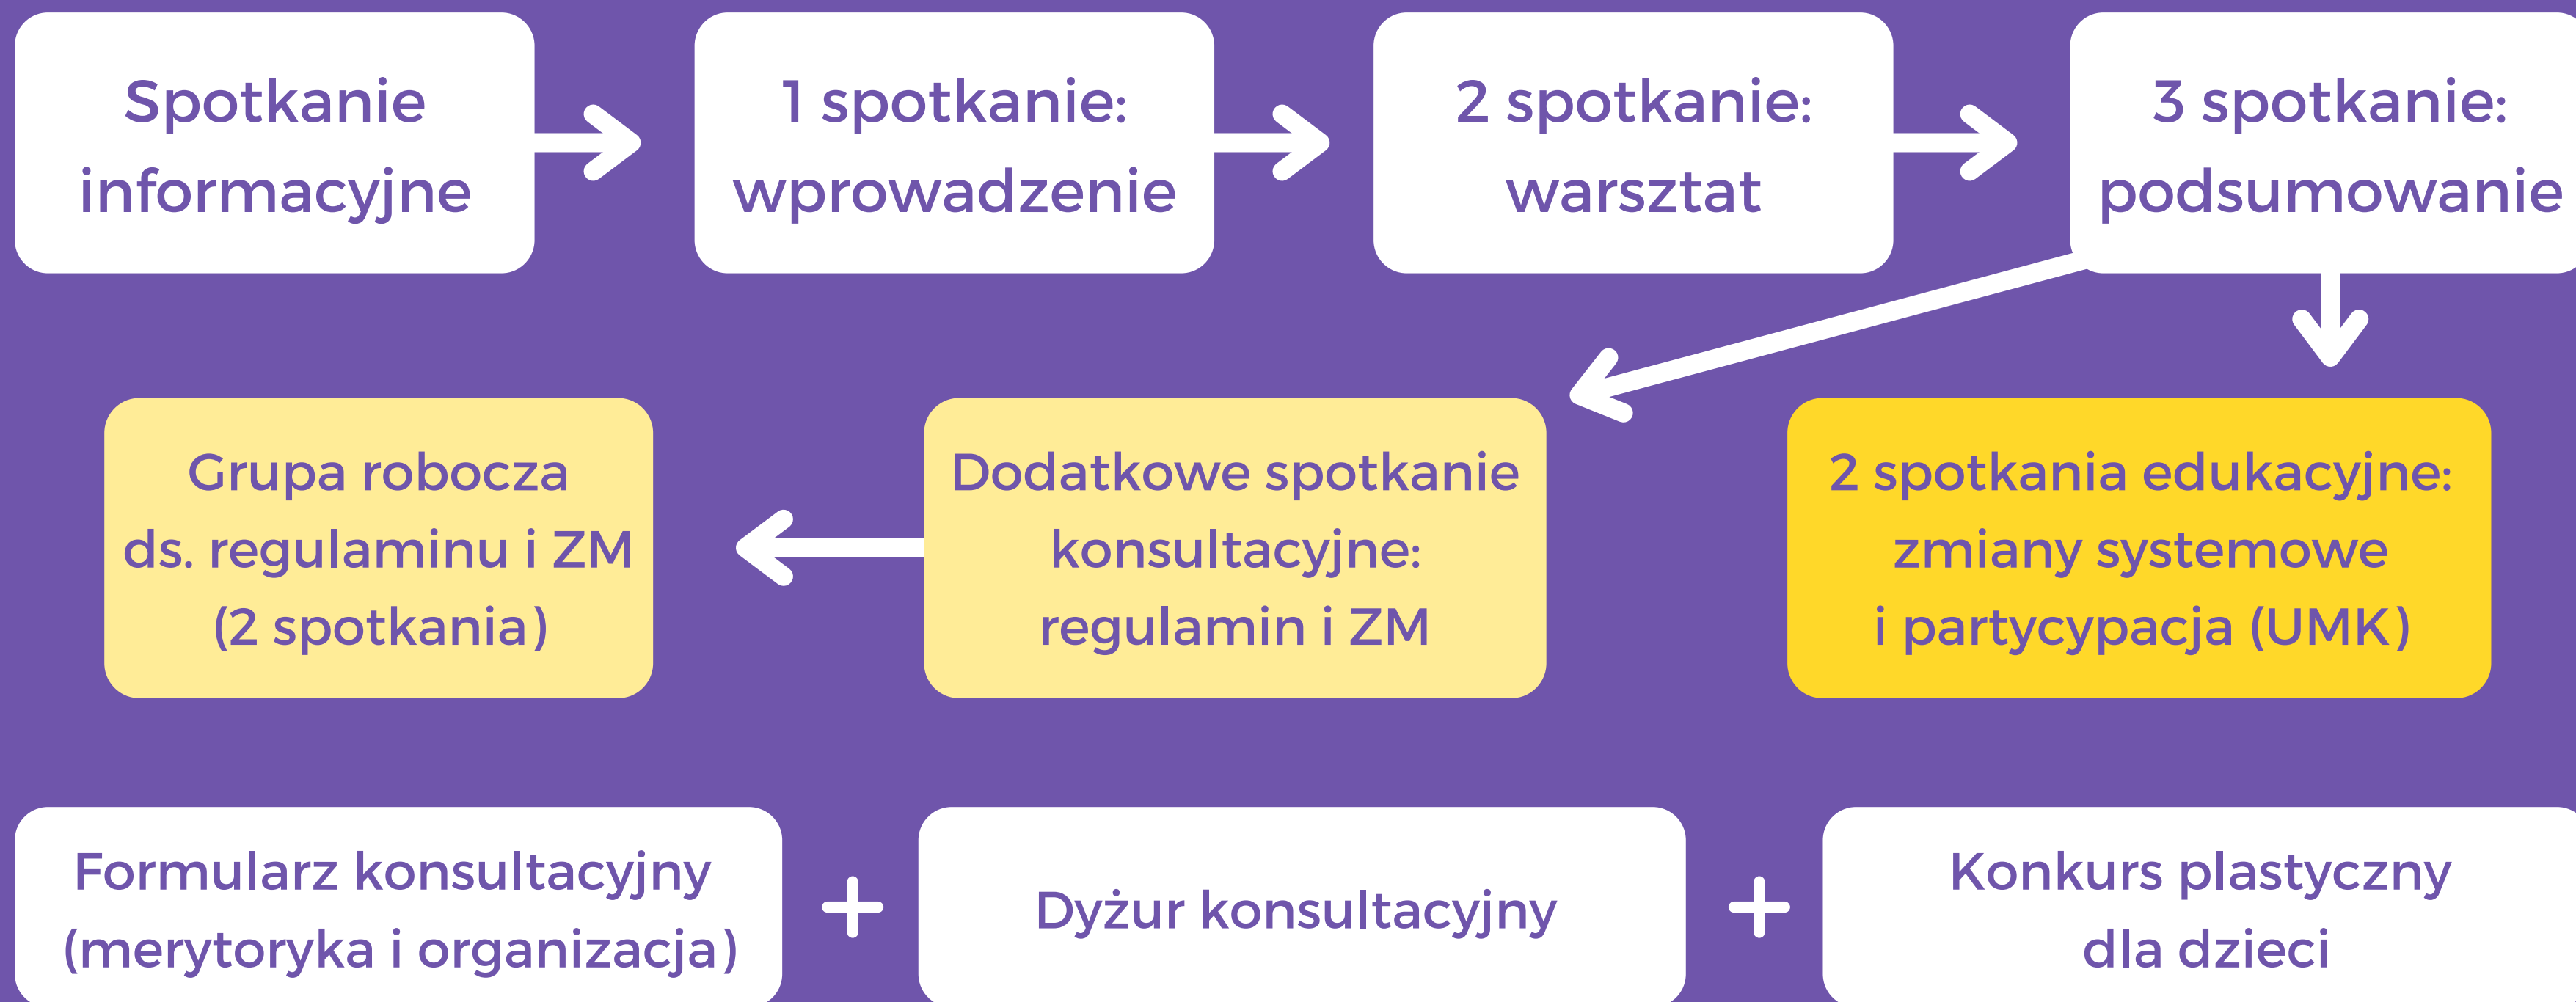 Spotkanie
informacyjne
1 spotkanie:
wprowadzenie
2 spotkanie:
warsztat
3 spotkanie:
podsumowanie
Grupa robocza
ds. regulaminu i ZM
(2 spotkania)
Dodatkowe spotkanie
konsultacyjne:
regulamin i ZM
2 spotkania edukacyjne:
zmiany systemowe
i partycypacja (UMK)
Formularz konsultacyjny
(merytoryka i organizacja)
+
Dyżur konsultacyjny
+
Konkurs plastyczny
dla dzieci